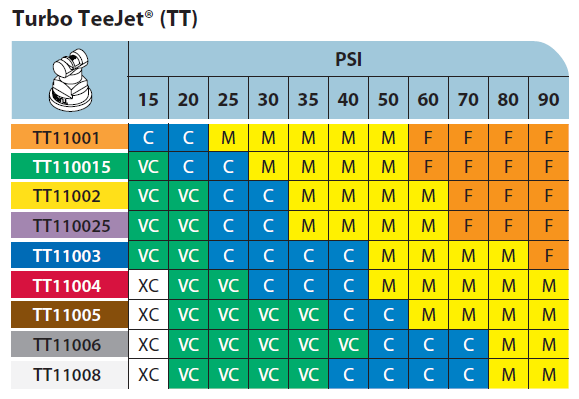 Turbo TeeJet® (TT)
PSI
15 20 25 30 35 40 50 60 70 80 90
TT11001 C C M M M M M F F F F
TT110015 VC C C M M M M F F F F
TT11002 VC VC C C M M M M F F F
TT110025 VC VC C C M M M M F F F
TT11003 VC VC C C C C M M M M F
TT11004 XC VC VC C C C M M M M M
TT11005 XC VC VC VC VC C C M M M M
TT11006 XC VC VC VC VC VC C C C M M
TT11008 XC VC VC VC VC C C C C M M